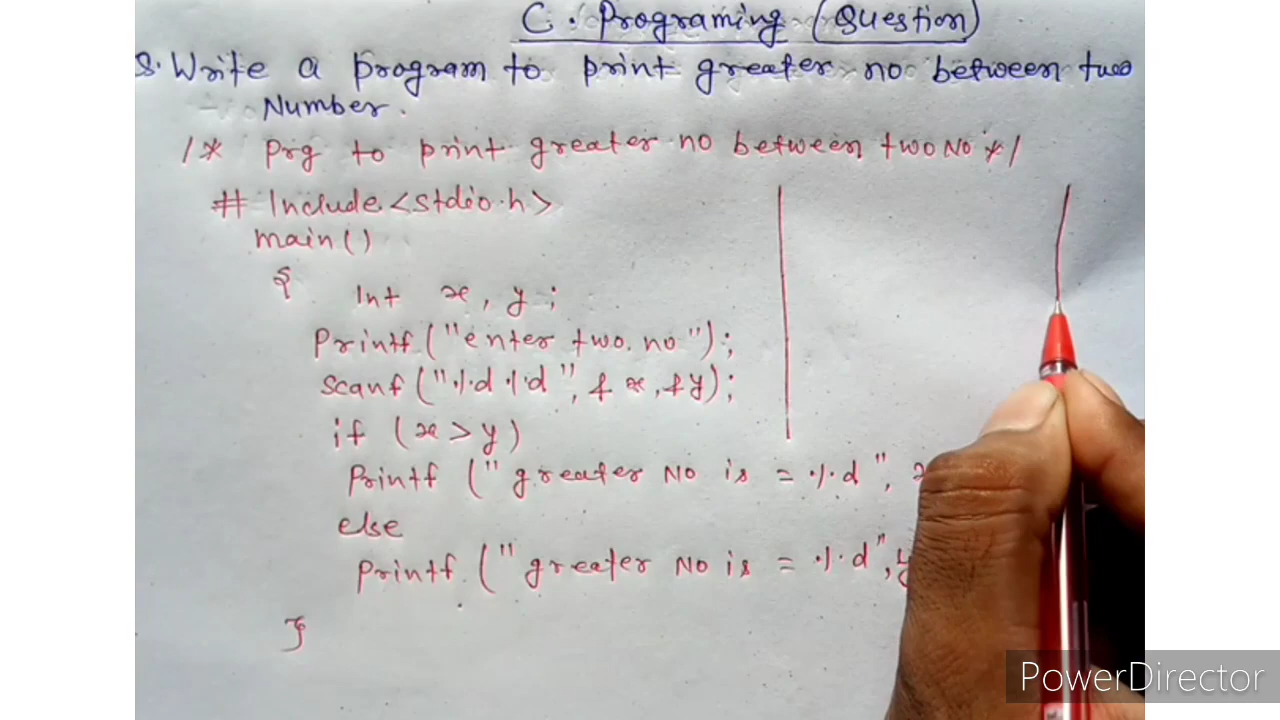 C. Programing (Question)
Q. Write a program to print greater no between two
Number.
/* Prg to print greater no between two No */
# Include <stdio.h>
main()
{ Int x, y ;
Printf ("enter two. no");
Scanf ("%d %d", & x, &y);
if (x > y)
Printf (" greater No is = %d",
else
Printf (" greater No is = %d", y
}
PowerDirector